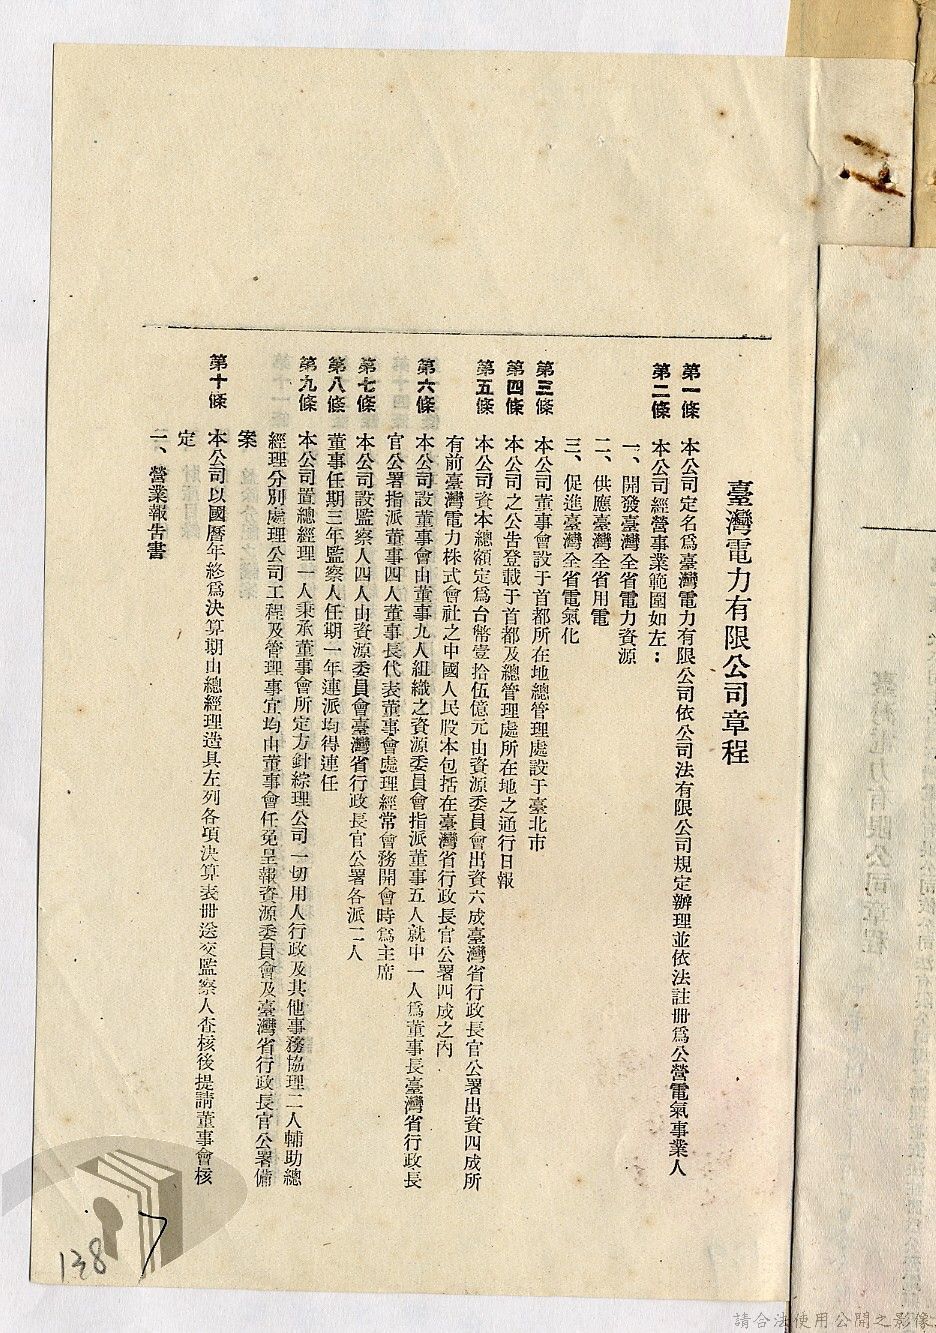 臺灣電力有限公司章程
第一條 本公司定名爲臺灣電力有限公司依公司法有限公司規定辦理並依法註冊爲公營電氣事業人
第二條 本公司經營事業範圍如左：
一、開發臺灣全省電力資源
二、供應臺灣全省用電
三、促進臺灣全省電氣化
第三條 本公司董事會設于首都所在地總管理處設于臺北市
第四條 本公司之公告登載于首都及總管理處所在地之通行日報
第五條 本公司資本總額定爲台幣壹拾伍億元由資源委員會出資六成臺灣省行政長官公署出資四成所
有前臺灣電力株式會社之中國人民股本包括在臺灣省行政長官公署四成之內
第六條 本公司設董事會由董事九人組織之資源委員會指派董事五人就中一人爲董事長臺灣省行政長
官公署指派董事四人董事長代表董事會處理經常會務開會時爲主席
第七條 本公司設監察人四人由資源委員會臺灣省行政長官公署各派二人
第八條 董事任期三年監察人任期一年連派均得連任
第九條 本公司置總經理一人秉承董事會所定方針綜理公司一切用人行政及其他事務協理二人輔助總
經理分別處理公司工程及管理事宜均由董事會任免呈報資源委員會及臺灣省行政長官公署備
案
第十條 本公司以國曆年終爲決算期由總經理造具左列各項決算表冊送交監察人查核後提請董事會核
定
一、營業報告書
138
7
請合法使用公開之影像